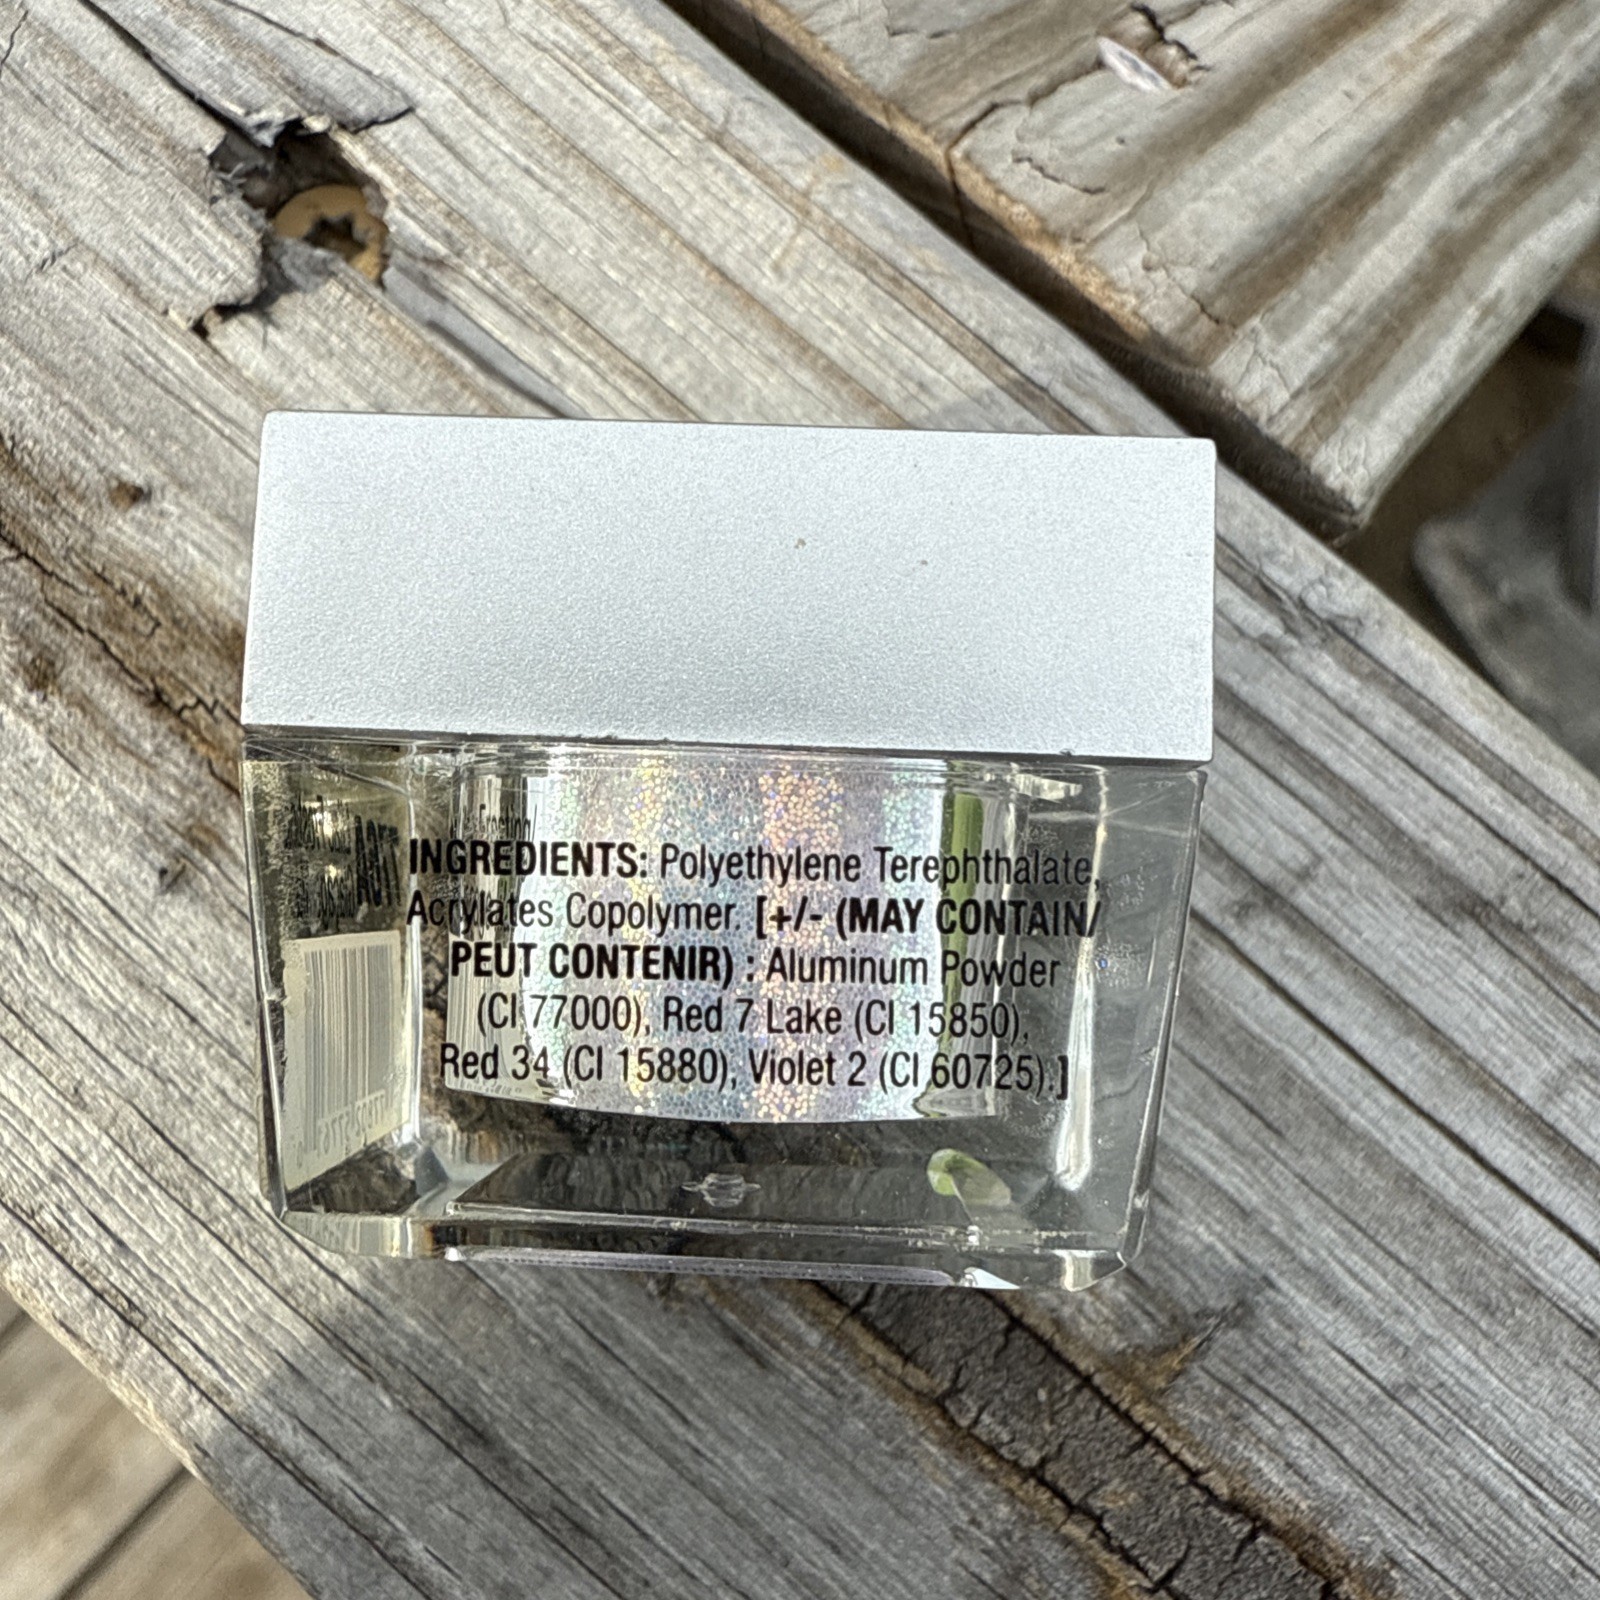 INGREDIENTS: Polyethylene Terephthalate,
Acrylates Copolymer. [+/- (MAY CONTAIN/
PEUT CONTENIR) : Aluminum Powder
(CI 77000), Red 7 Lake (CI 15850),
Red 34 (CI 15880), Violet 2 (CI 60725).]